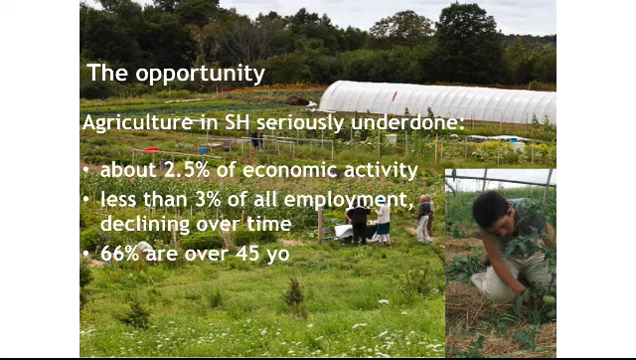 The opportunity
Agriculture in SH seriously underdone:
• about 2.5% of economic activity
• less than 3% of all employment,
declining over time
• 66% are over 45 yo